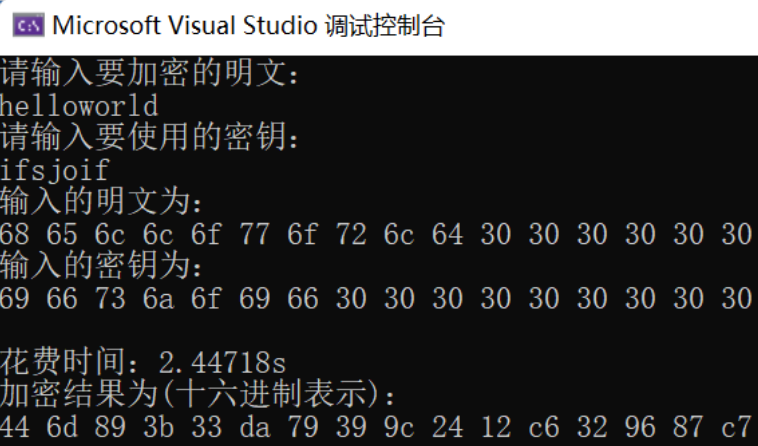 Microsoft Visual Studio 调试控制台
请输入要加密的明文：
helloworld
请输入要使用的密钥：
ifsjoif
输入的明文为：
68 65 6c 6c 6f 77 6f 72 6c 64 30 30 30 30 30 30
输入的密钥为：
69 66 73 6a 6f 69 66 30 30 30 30 30 30 30 30 30
花费时间：2.44718s
加密结果为(十六进制表示)：
44 6d 89 3b 33 da 79 39 9c 24 12 c6 32 96 87 c7